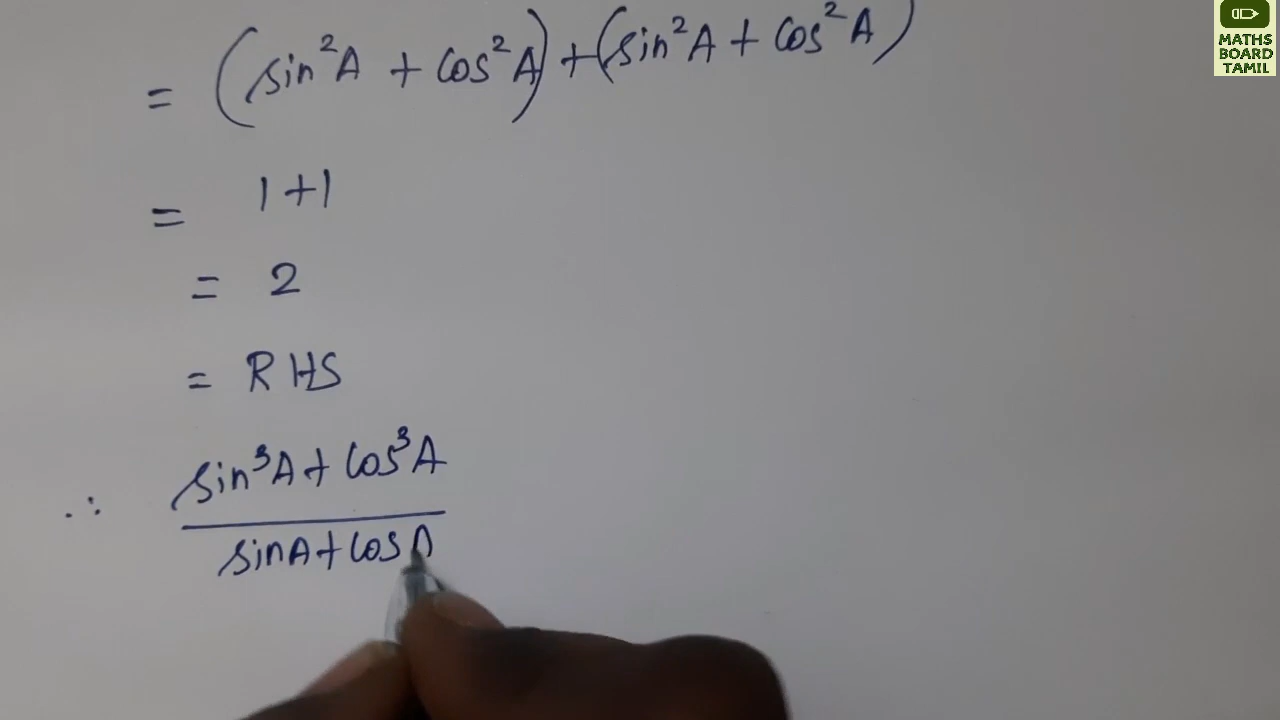 = (sin²A + cos²A) + (sin²A + cos²A)
= 1+1
= 2
= RHS
∴ sin³A + cos³A
sinA + cosA
MATHS
BOARD
TAMIL